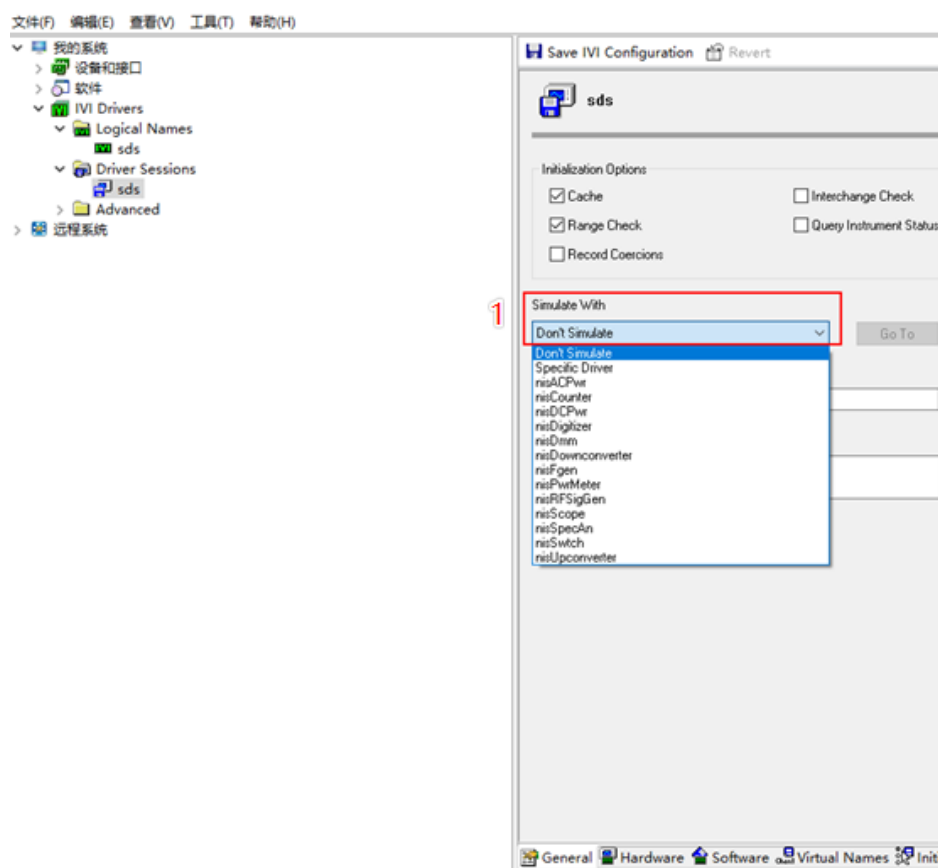 文件(F) 编辑(E) 查看(V) 工具(T) 帮助(H)
我的系统
设备和接口
软件
IVI Drivers
Logical Names
sds
Driver Sessions
sds
Advanced
远程系统
Save IVI Configuration Revert
sds
Initialization Options
Cache Interchange Check
Range Check Query Instrument Status
Record Coercions
1
Simulate With
Don't Simulate Go To
Don't Simulate
Specific Driver
nisACPwr
nisCounter
nisDCPwr
nisDigitizer
nisDmm
nisDownconverter
nisFgen
nisPwrMeter
nisRFSigGen
nisScope
nisSpecAn
nisSwtch
nisUpconverter
General Hardware Software Virtual Names Init